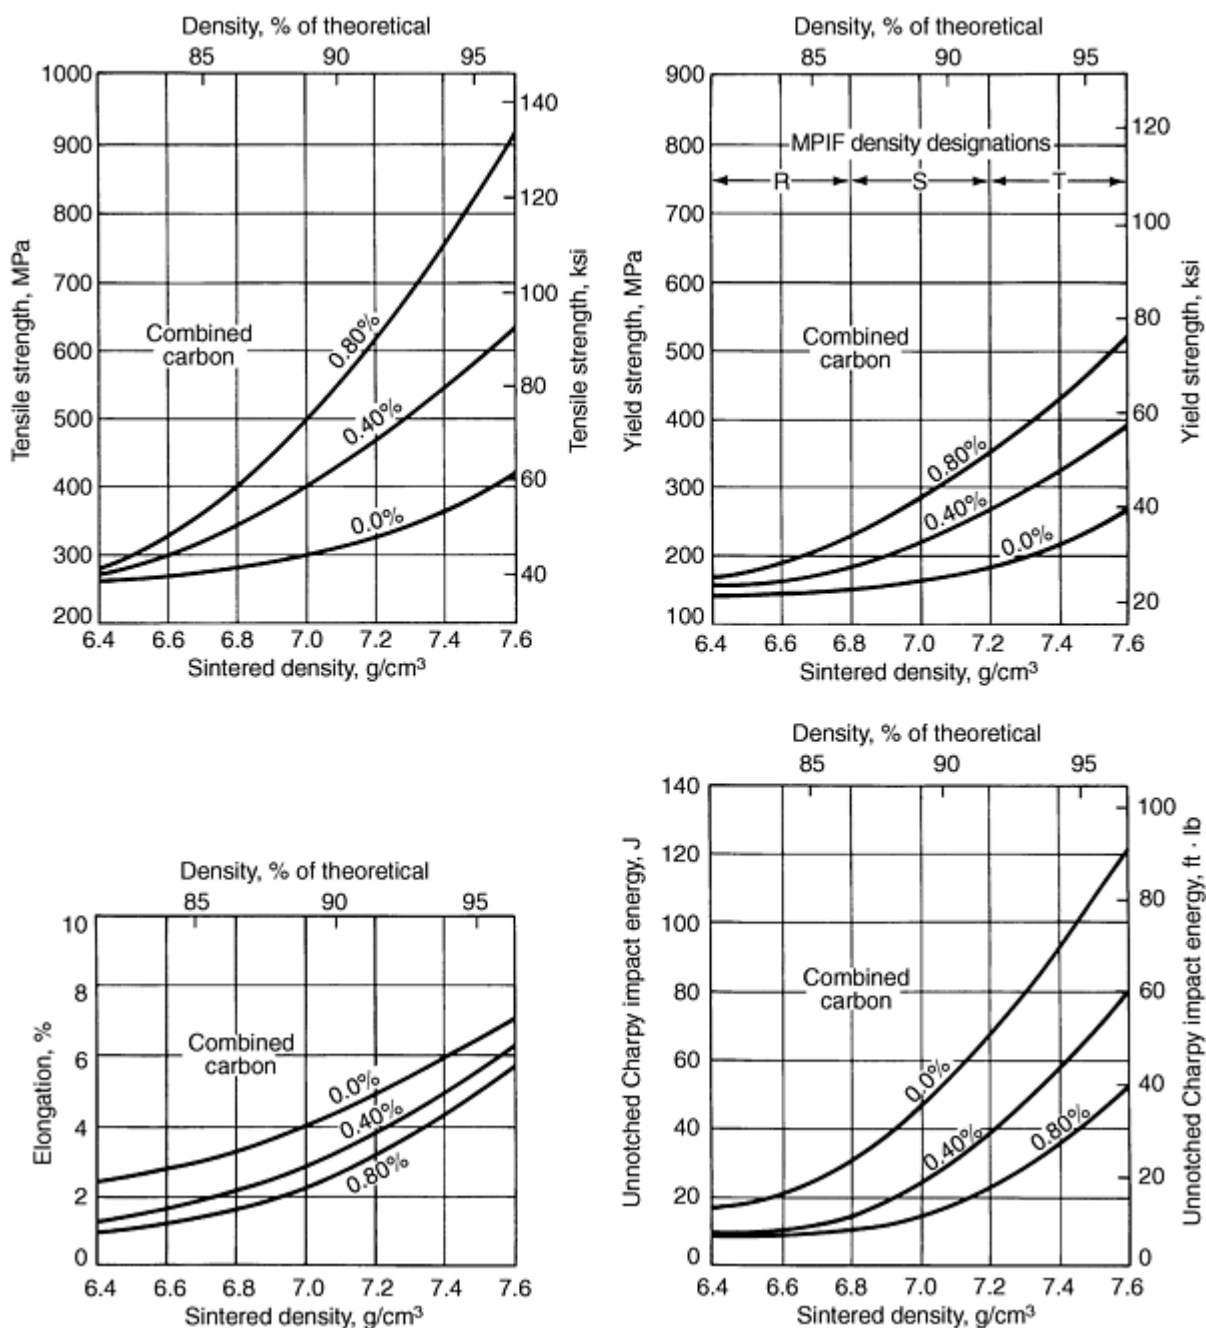 Density, % of theoretical
85 90 95
1000
900
800
700
600
500
400
300
200
Tensile strength, MPa
140
120
100
80
60
40
Tensile strength, ksi
Combined
carbon
0.80%
0.40%
0.0%
6.4 6.6 6.8 7.0 7.2 7.4 7.6
Sintered density, g/cm³
Density, % of theoretical
85 90 95
900
800
700
600
500
400
300
200
100
Yield strength, MPa
120
100
80
60
40
20
Yield strength, ksi
MPIF density designations
R S T
Combined
carbon
0.80%
0.40%
0.0%
6.4 6.6 6.8 7.0 7.2 7.4 7.6
Sintered density, g/cm³
Density, % of theoretical
85 90 95
10
8
6
4
2
0
Elongation, %
Combined
carbon
0.0%
0.40%
0.80%
6.4 6.6 6.8 7.0 7.2 7.4 7.6
Sintered density, g/cm³
Density, % of theoretical
85 90 95
140
120
100
80
60
40
20
0
Unnotched Charpy impact energy, J
100
80
60
40
20
0
Unnotched Charpy impact energy, ft · lb
Combined
carbon
0.0%
0.40%
0.80%
6.4 6.6 6.8 7.0 7.2 7.4 7.6
Sintered density, g/cm³